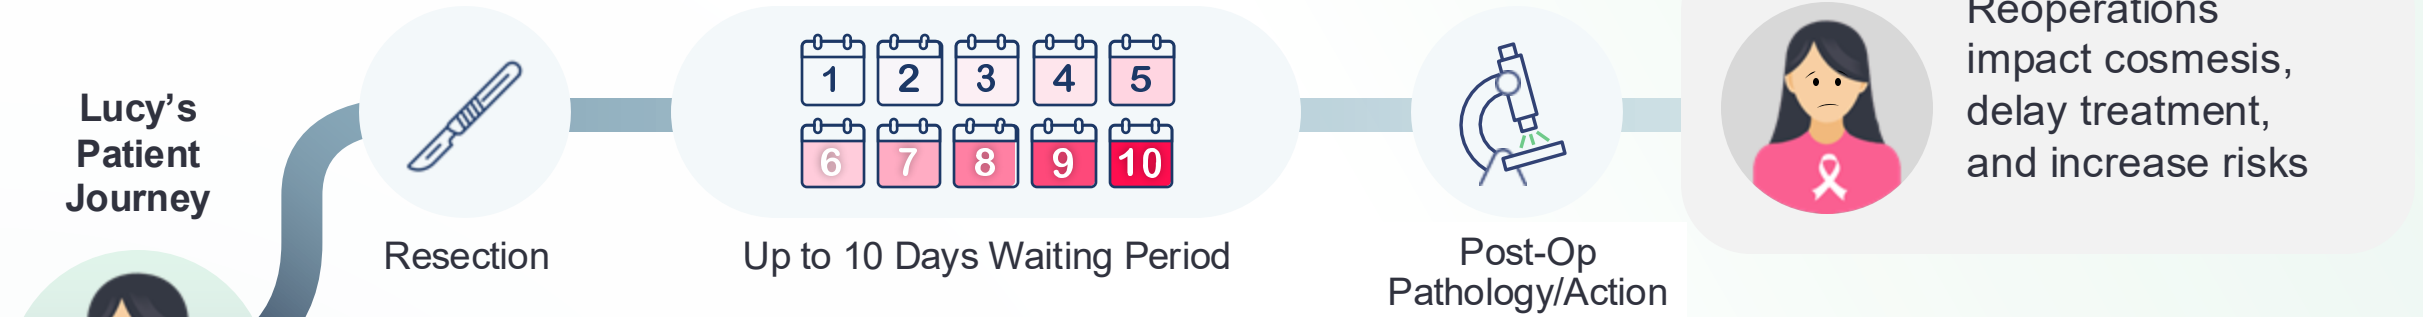 Lucy’s
Patient
Journey
Resection
1 2 3 4 5
6 7 8 9 10
Up to 10 Days Waiting Period
Post-Op
Pathology/Action
Reoperations
impact cosmesis,
delay treatment,
and increase risks